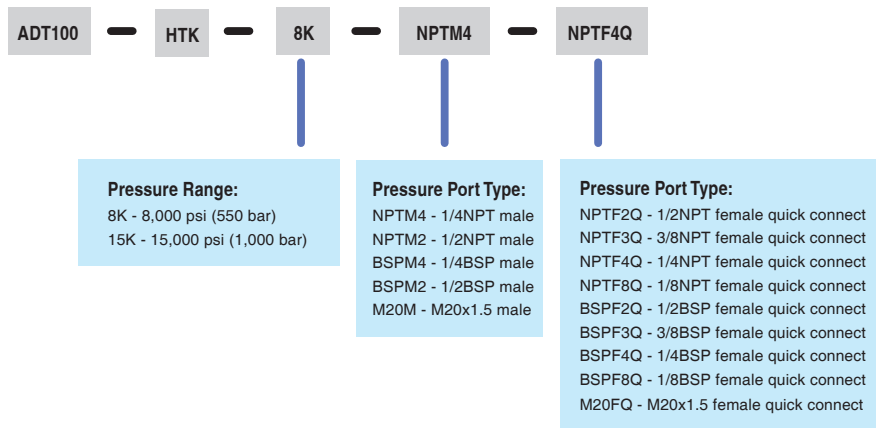 ADT100 HTK 8K NPTM4 NPTF4Q
Pressure Range:
8K - 8,000 psi (550 bar)
15K - 15,000 psi (1,000 bar)
Pressure Port Type:
NPTM4 - 1/4NPT male
NPTM2 - 1/2NPT male
BSPM4 - 1/4BSP male
BSPM2 - 1/2BSP male
M20M - M20x1.5 male
Pressure Port Type:
NPTF2Q - 1/2NPT female quick connect
NPTF3Q - 3/8NPT female quick connect
NPTF4Q - 1/4NPT female quick connect
NPTF8Q - 1/8NPT female quick connect
BSPF2Q - 1/2BSP female quick connect
BSPF3Q - 3/8BSP female quick connect
BSPF4Q - 1/4BSP female quick connect
BSPF8Q - 1/8BSP female quick connect
M20FQ - M20x1.5 female quick connect